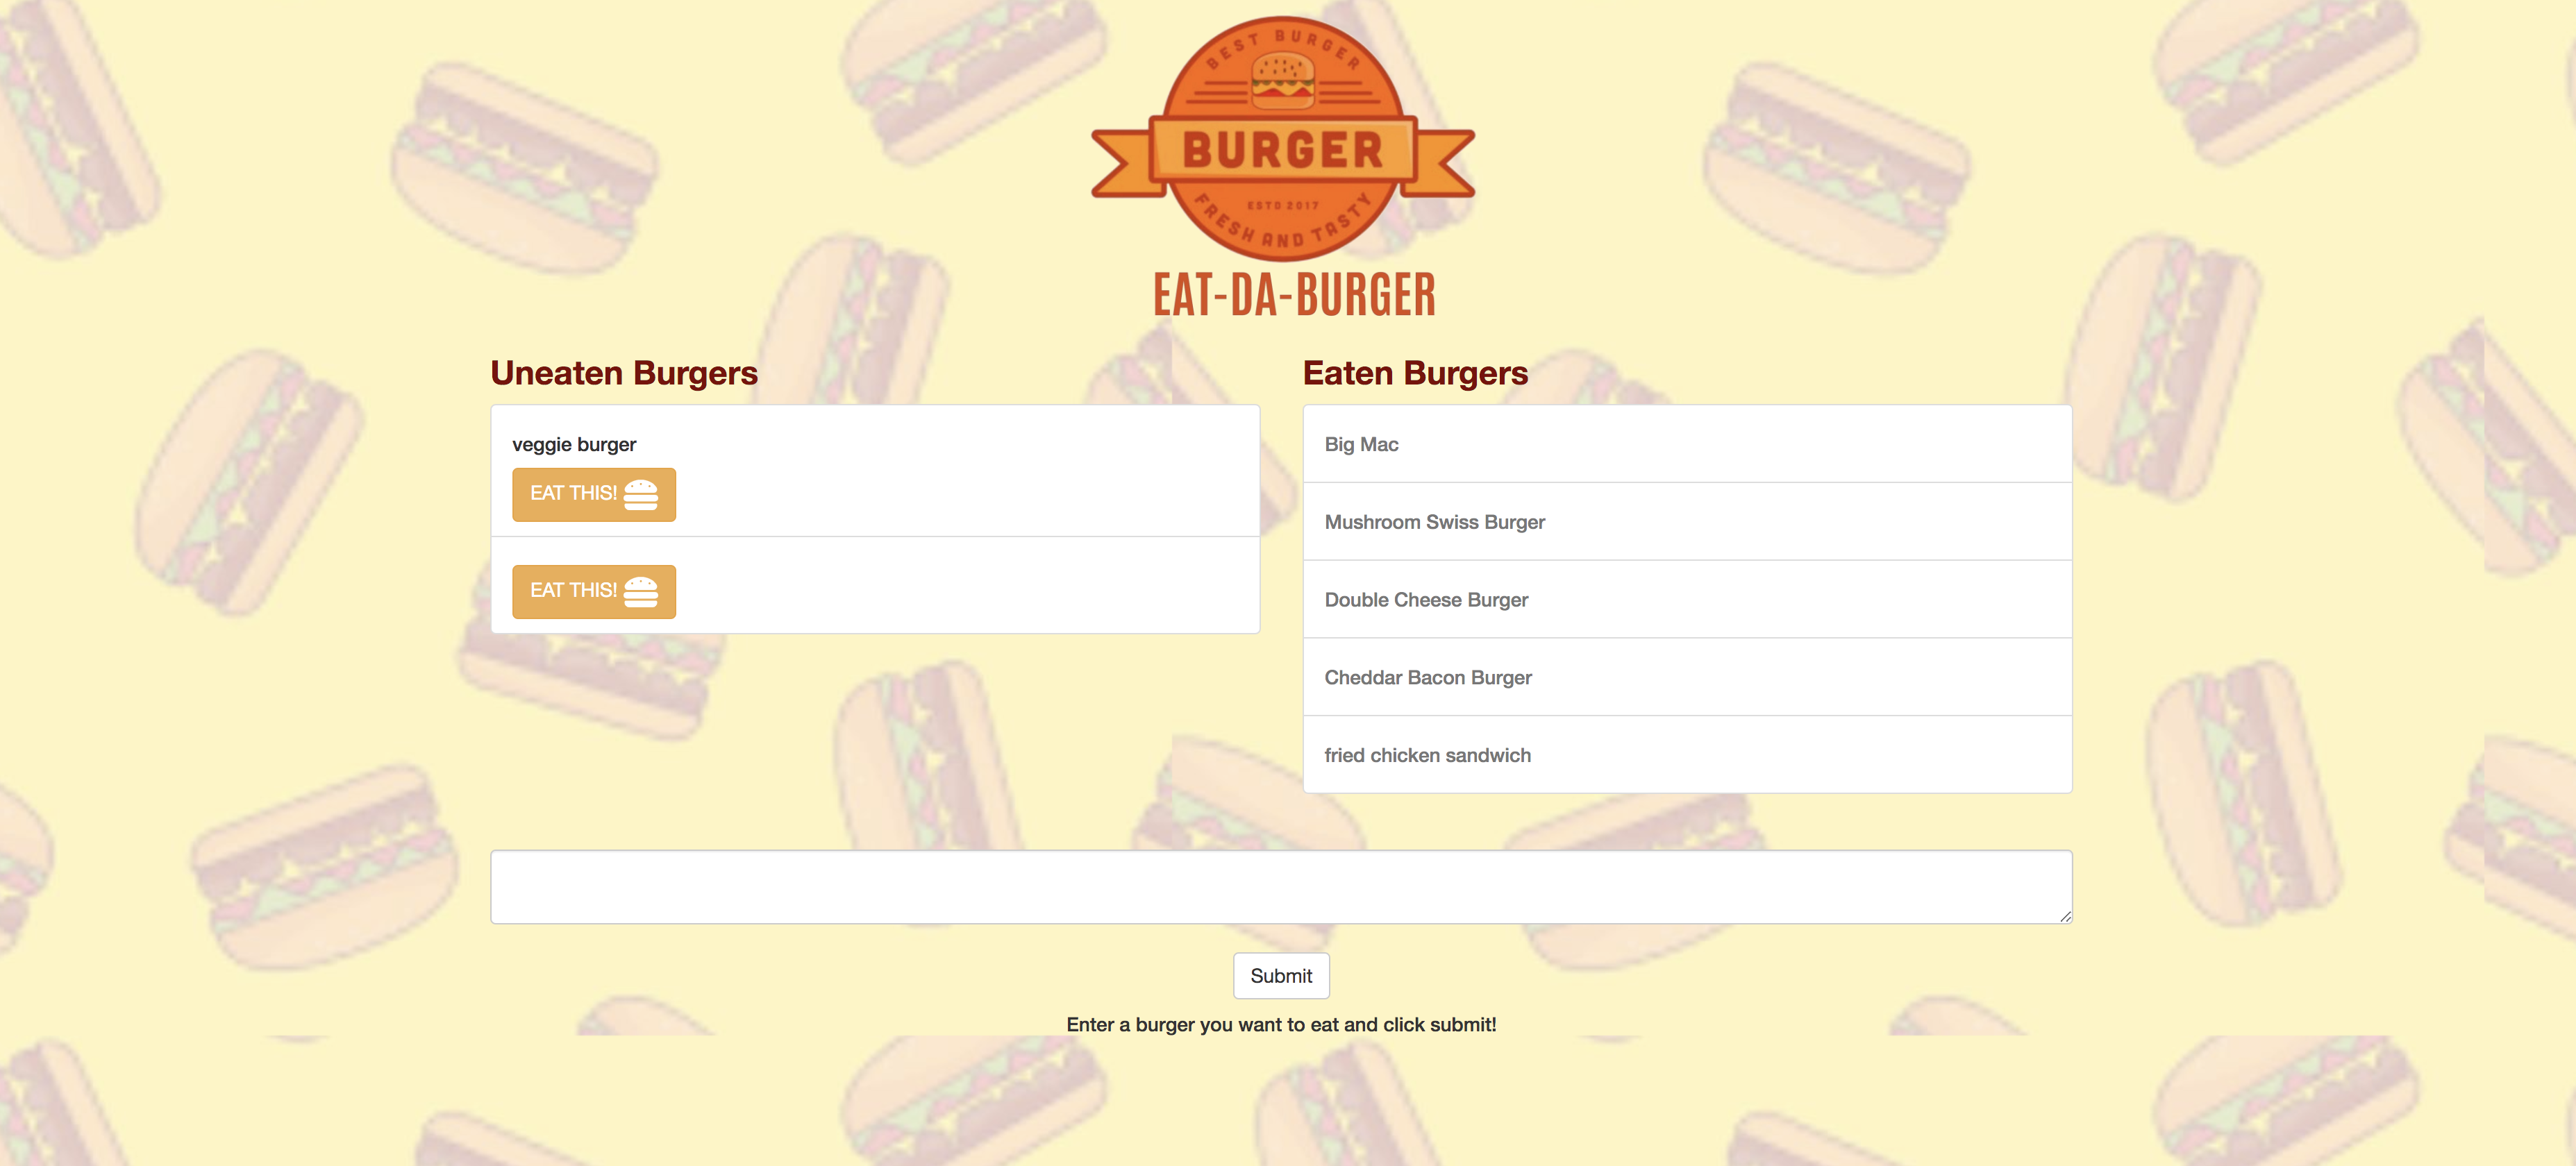 BEST BURGER
BURGER
ESTD 2017
FRESH AND TASTY
EAT-DA-BURGER
Uneaten Burgers
veggie burger
EAT THIS!
EAT THIS!
Eaten Burgers
Big Mac
Mushroom Swiss Burger
Double Cheese Burger
Cheddar Bacon Burger
fried chicken sandwich
Submit
Enter a burger you want to eat and click submit!